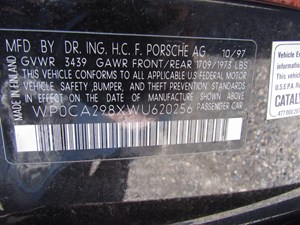 MFD. BY DR. ING. H.C. F. PORSCHE AG 10/97
GVWR 3439 GAWR FRONT/REAR 1709/1973 LBS
THIS VEHICLE CONFORMS TO ALL APPLICABLE
FEDERAL MOTOR VEHICLE SAFETY,
BUMPER, AND THEFT PREVENTION STANDARDS
IN EFFECT ON THE DATE OF MANUFACTURE
SHOWN ABOVE.
WP0CA298XWU620256 PASSENGER CAR
MADE IN FINLAND
CATALY